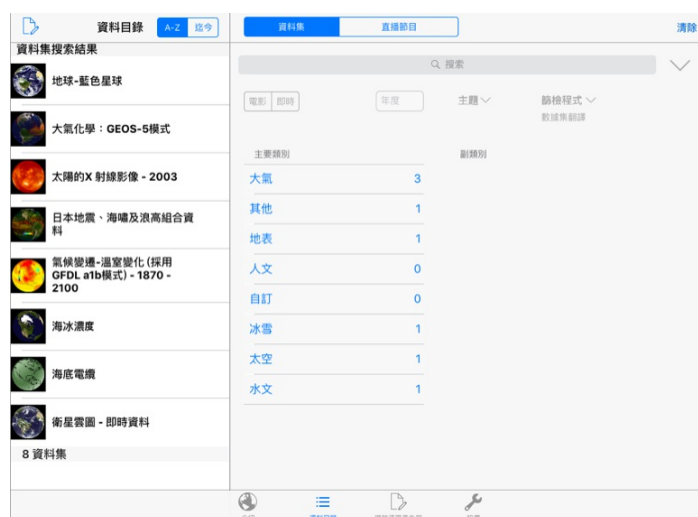 資料目錄
A-Z
迄今
資料集
直播節目
清除
資料集搜索結果
地球-藍色星球
大氣化學：GEOS-5模式
太陽的X 射線影像 - 2003
日本地震、海嘯及浪高組合資
料
氣候變遷-溫室變化 (採用
GFDL a1b模式) - 1870 -
2100
海冰濃度
海底電纜
衛星雲圖 - 即時資料
8 資料集
搜索
電影
即時
年度
主題
篩檢程式
數據集翻譯
主要類別
副類別
大氣 3
其他 1
地表 1
人文 0
自訂 0
冰雪 1
太空 1
水文 1